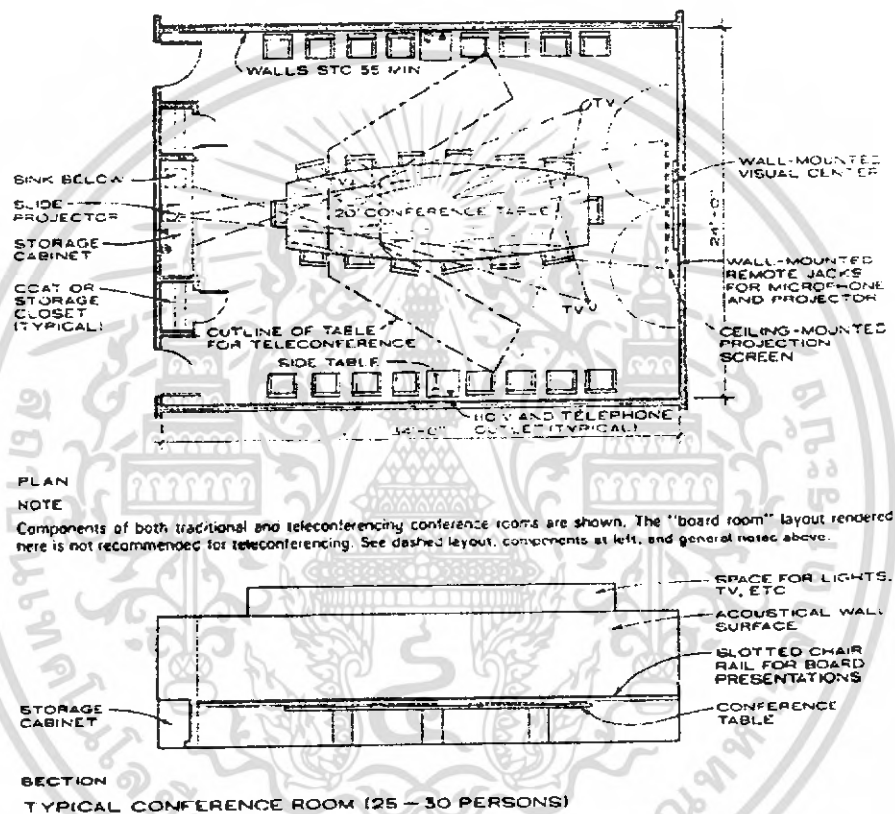 WALLS STC 55 MIN
TV
SINK BELOW
SLIDE
PROJECTOR
STORAGE
CABINET
COAT OR
STORAGE
CLOSET
(TYPICAL)
20' CONFERENCE TABLE
TV
WALL-MOUNTED
VISUAL CENTER
24'-0"
WALL-MOUNTED
REMOTE JACKS
FOR MICROPHONE
AND PROJECTOR
CEILING-MOUNTED
PROJECTION
SCREEN
OUTLINE OF TABLE
FOR TELECONFERENCE
SIDE TABLE
AND TELEPHONE
OUTLET (TYPICAL)
34'-0"
PLAN
NOTE
Components of both traditional and teleconferencing conference rooms are shown. The "board room" layout rendered
here is not recommended for teleconferencing. See dashed layout, components at left, and general notes above.
SPACE FOR LIGHTS,
TV, ETC
ACOUSTICAL WALL
SURFACE
SLOTTED CHAIR
RAIL FOR BOARD
PRESENTATIONS
STORAGE
CABINET
CONFERENCE
TABLE
SECTION
TYPICAL CONFERENCE ROOM (25 – 30 PERSONS)